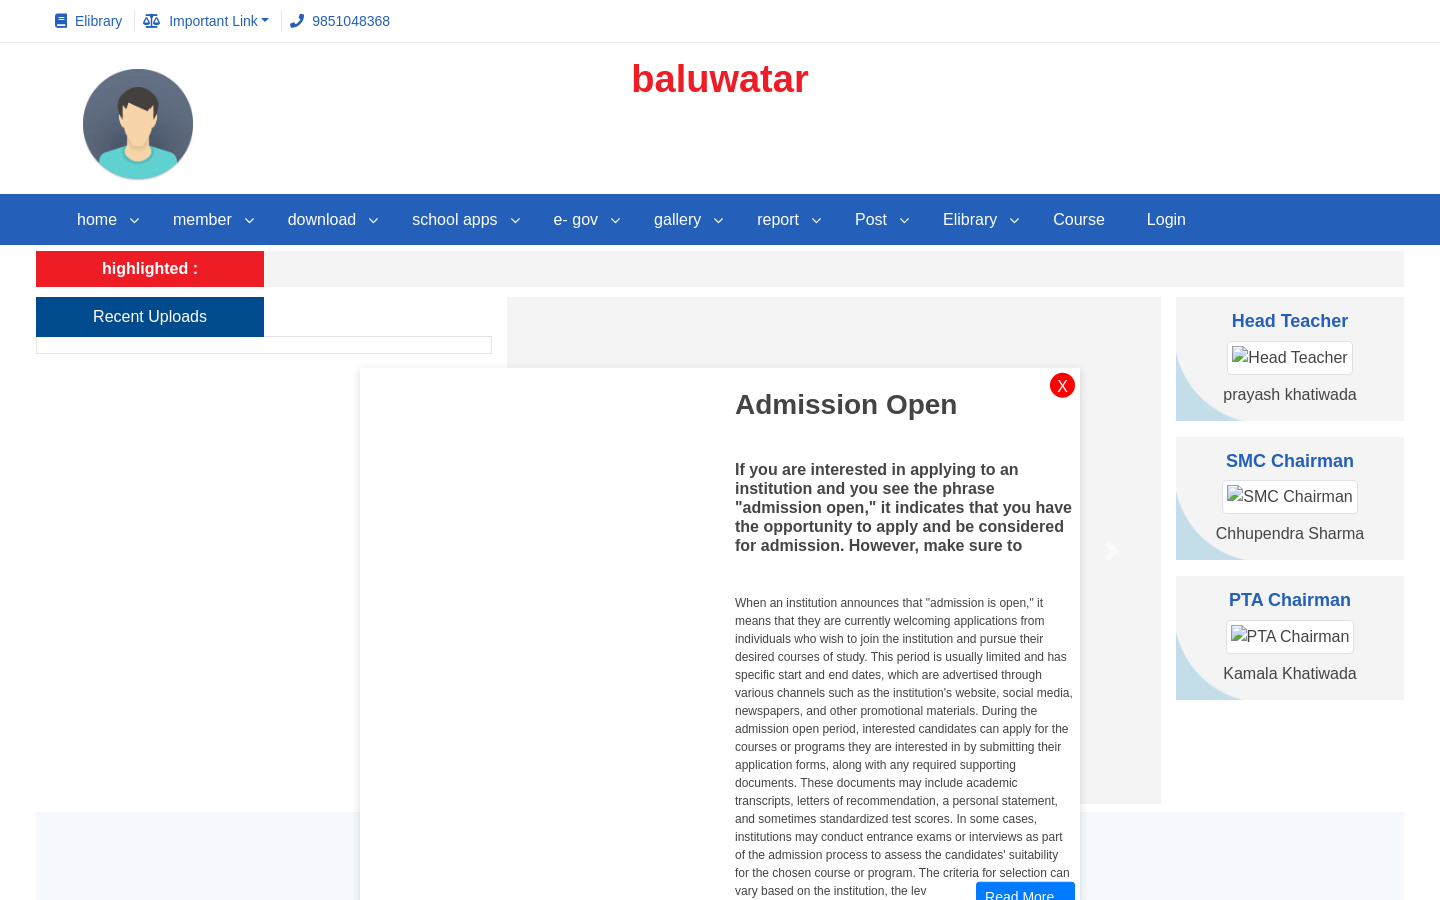 Elibrary
Important Link
9851048368
baluwatar
home
member
download
school apps
e- gov
gallery
report
Post
Elibrary
Course
Login
highlighted :
Recent Uploads
Head Teacher
Head Teacher
prayash khatiwada
SMC Chairman
SMC Chairman
Chhupendra Sharma
PTA Chairman
PTA Chairman
Kamala Khatiwada
X
Admission Open
If you are interested in applying to an
institution and you see the phrase
"admission open," it indicates that you have
the opportunity to apply and be considered
for admission. However, make sure to
When an institution announces that "admission is open," it
means that they are currently welcoming applications from
individuals who wish to join the institution and pursue their
desired courses of study. This period is usually limited and has
specific start and end dates, which are advertised through
various channels such as the institution's website, social media,
newspapers, and other promotional materials. During the
admission open period, interested candidates can apply for the
courses or programs they are interested in by submitting their
application forms, along with any required supporting
documents. These documents may include academic
transcripts, letters of recommendation, a personal statement,
and sometimes standardized test scores. In some cases,
institutions may conduct entrance exams or interviews as part
of the admission process to assess the candidates' suitability
for the chosen course or program. The criteria for selection can
vary based on the institution, the lev
Read More